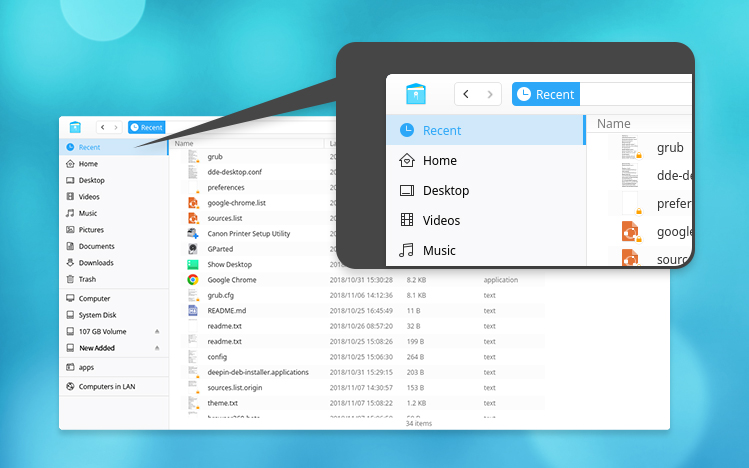 Recent
Name
Recent
Home
Desktop
Videos
Music
Pictures
Documents
Downloads
Trash
Computer
System Disk
107 GB Volume
New Added
apps
Computers in LAN
grub
dde-desktop.conf
preferences
google-chrome.list
sources.list
Canon Printer Setup Utility
GParted
Show Desktop
Google Chrome 2018/10/31 15:30:28 8.2 KB application
grub.cfg 2018/11/06 14:12:36 8.1 KB text
README.md 2018/10/25 16:45:49 11 B text
readme.txt 2018/10/26 08:57:20 32 B text
readme.txt 2018/10/25 15:08:26 199 B text
config 2018/10/25 15:06:30 264 B text
deepin-deb-installer.applications 2018/10/31 15:29:15 203 B text
sources.list.origin 2018/11/07 14:30:57 153 B text
theme.txt 2018/11/07 15:08:22 1.2 KB text
34 items
Recent
Name
Recent
Home
Desktop
Videos
Music
grub
dde-de
prefer
google
sourc